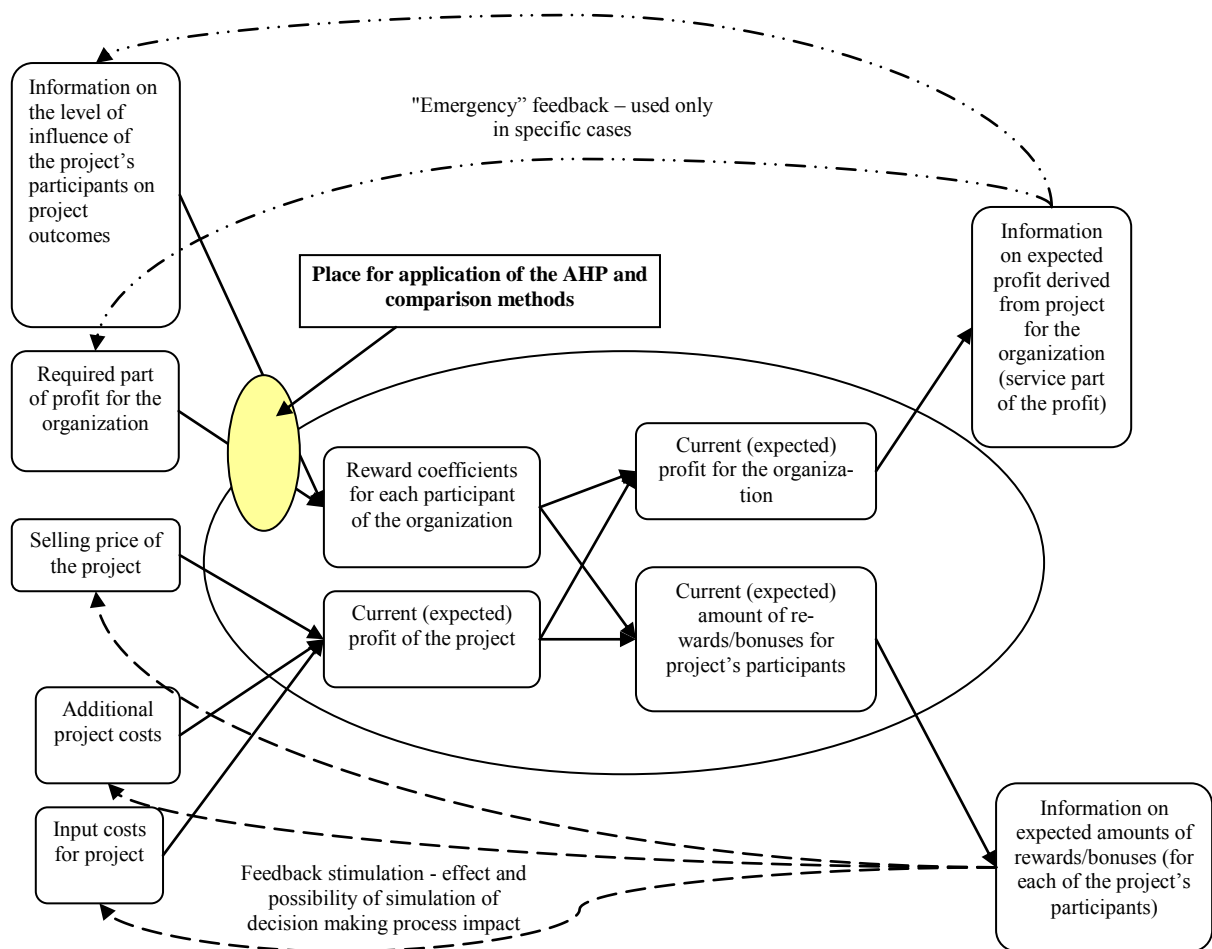 Information on
the level of
influence of
the project's
participants on
project
outcomes
"Emergency” feedback – used only
in specific cases
Information
on expected
profit derived
from project
for the
organization
(service part
of the profit)
Place for application of the AHP and
comparison methods
Required part
of profit for the
organization
Reward coefficients
for each participant
of the organization
Current (expected)
profit for the organiza-
tion
Selling price of
the project
Current (expected)
profit of the project
Current (expected)
amount of re-
wards/bonuses for
project's participants
Additional
project costs
Input costs
for project
Feedback stimulation - effect and
possibility of simulation of
decision making process impact
Information on
expected amounts of
rewards/bonuses (for
each of the project's
participants)